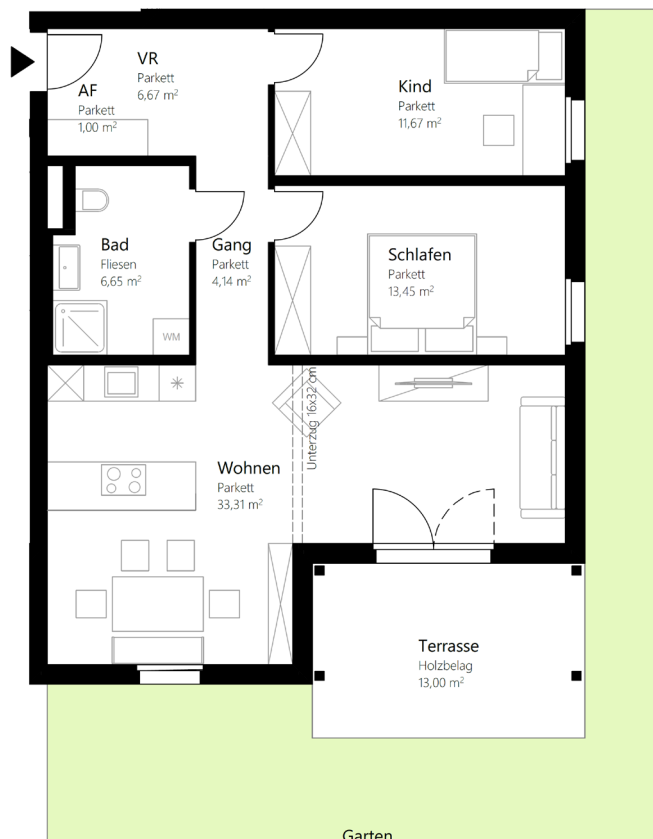 VR
Parkett
6,67 m²
AF
Parkett
1,00 m²
Kind
Parkett
11,67 m²
Bad
Fliesen
6,65 m²
WM
Gang
Parkett
4,14 m²
Schlafen
Parkett
13,45 m²
Unterzug 16x32 cm
Wohnen
Parkett
33,31 m²
Terrasse
Holzbelag
13,00 m²
Garten